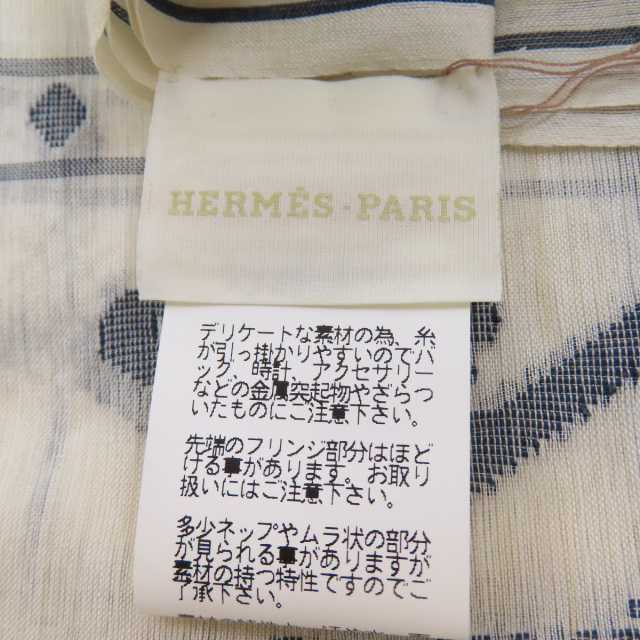 HERMÈS-PARIS
デリケートな素材の為、糸
が引っ掛かりやすいのでバ
ック、時計、アクセサリー
などの金属突起物やざらつ
いたものにご注意下さい。
先端のフリンジ部分はほど
ける事があります。お取り
扱いにはご注意下さい。
多少ネップやムラ状の部分
が見られる事がありますが
素材の持つ特性ですのでご
了承下さい。